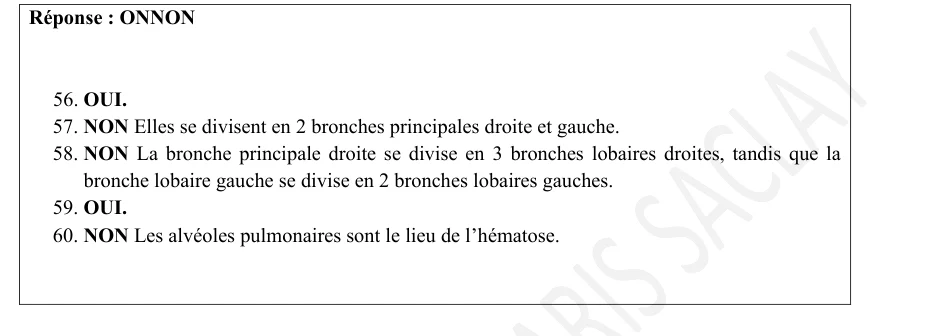 Réponse : ONNON
56. OUI.
57. NON Elles se divisent en 2 bronches principales droite et gauche.
58. NON La bronche principale droite se divise en 3 bronches lobaires droites, tandis que la
bronche lobaire gauche se divise en 2 bronches lobaires gauches.
59. OUI.
60. NON Les alvéoles pulmonaires sont le lieu de l’hématose.
ARIS SACLAY